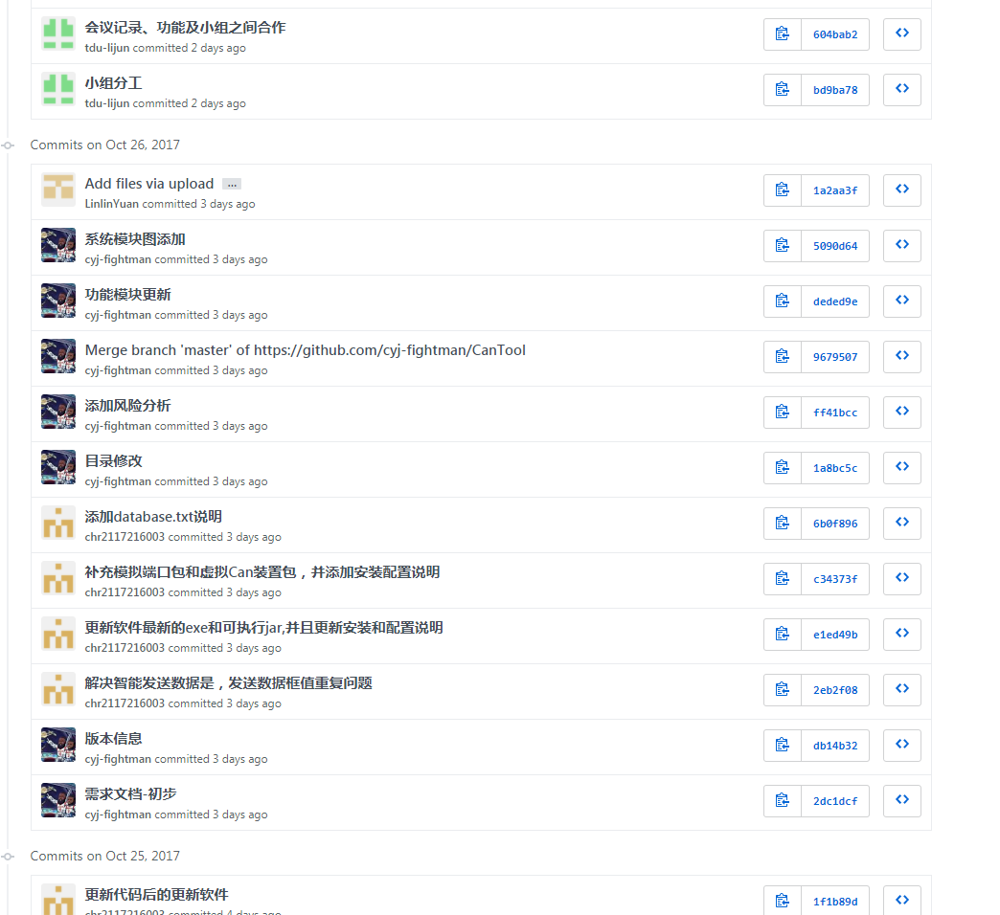 会议记录、功能及小组之间合作
tdu-lijun committed 2 days ago
604bab2
小组分工
tdu-lijun committed 2 days ago
bd9ba78
Commits on Oct 26, 2017
Add files via upload …
LinlinYuan committed 3 days ago
1a2aa3f
系统模块图添加
cyj-fightman committed 3 days ago
5090d64
功能模块更新
cyj-fightman committed 3 days ago
deded9e
Merge branch 'master' of https://github.com/cyj-fightman/CanTool
cyj-fightman committed 3 days ago
9679507
添加风险分析
cyj-fightman committed 3 days ago
ff41bcc
目录修改
cyj-fightman committed 3 days ago
1a8bc5c
添加database.txt说明
chr2117216003 committed 3 days ago
6b0f896
补充模拟端口包和虚拟Can装置包，并添加安装配置说明
chr2117216003 committed 3 days ago
c34373f
更新软件最新的exe和可执行jar,并且更新安装和配置说明
chr2117216003 committed 3 days ago
e1ed49b
解决智能发送数据是，发送数据框值重复问题
chr2117216003 committed 3 days ago
2eb2f08
版本信息
cyj-fightman committed 3 days ago
db14b32
需求文档-初步
cyj-fightman committed 3 days ago
2dc1dcf
Commits on Oct 25, 2017
更新代码后的更新软件
chr2117216003 committed 4 days ago
1f1b89d